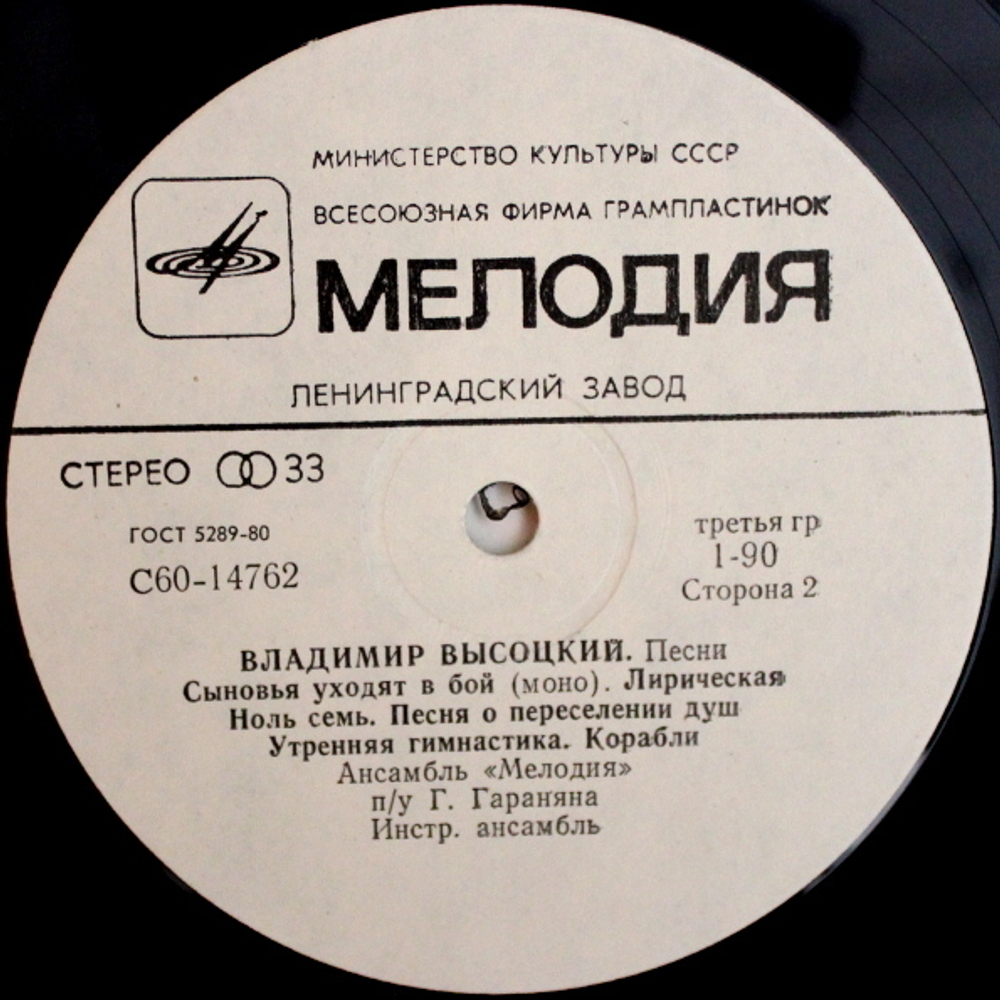 МИНИСТЕРСТВО КУЛЬТУРЫ СССР
ВСЕСОЮЗНАЯ ФИРМА ГРАМПЛАСТИНОК
МЕЛОДИЯ
ЛЕНИНГРАДСКИЙ ЗАВОД
СТЕРЕО 33
ГОСТ 5289-80
С60-14762
третья гр
1-90
Сторона 2
ВЛАДИМИР ВЫСОЦКИЙ. Песни
Сыновья уходят в бой (моно). Лирическая
Ноль семь. Песня о переселении душ
Утренняя гимнастика. Корабли
Ансамбль «Мелодия»
п/у Г. Гараняна
Инстр. ансамбль